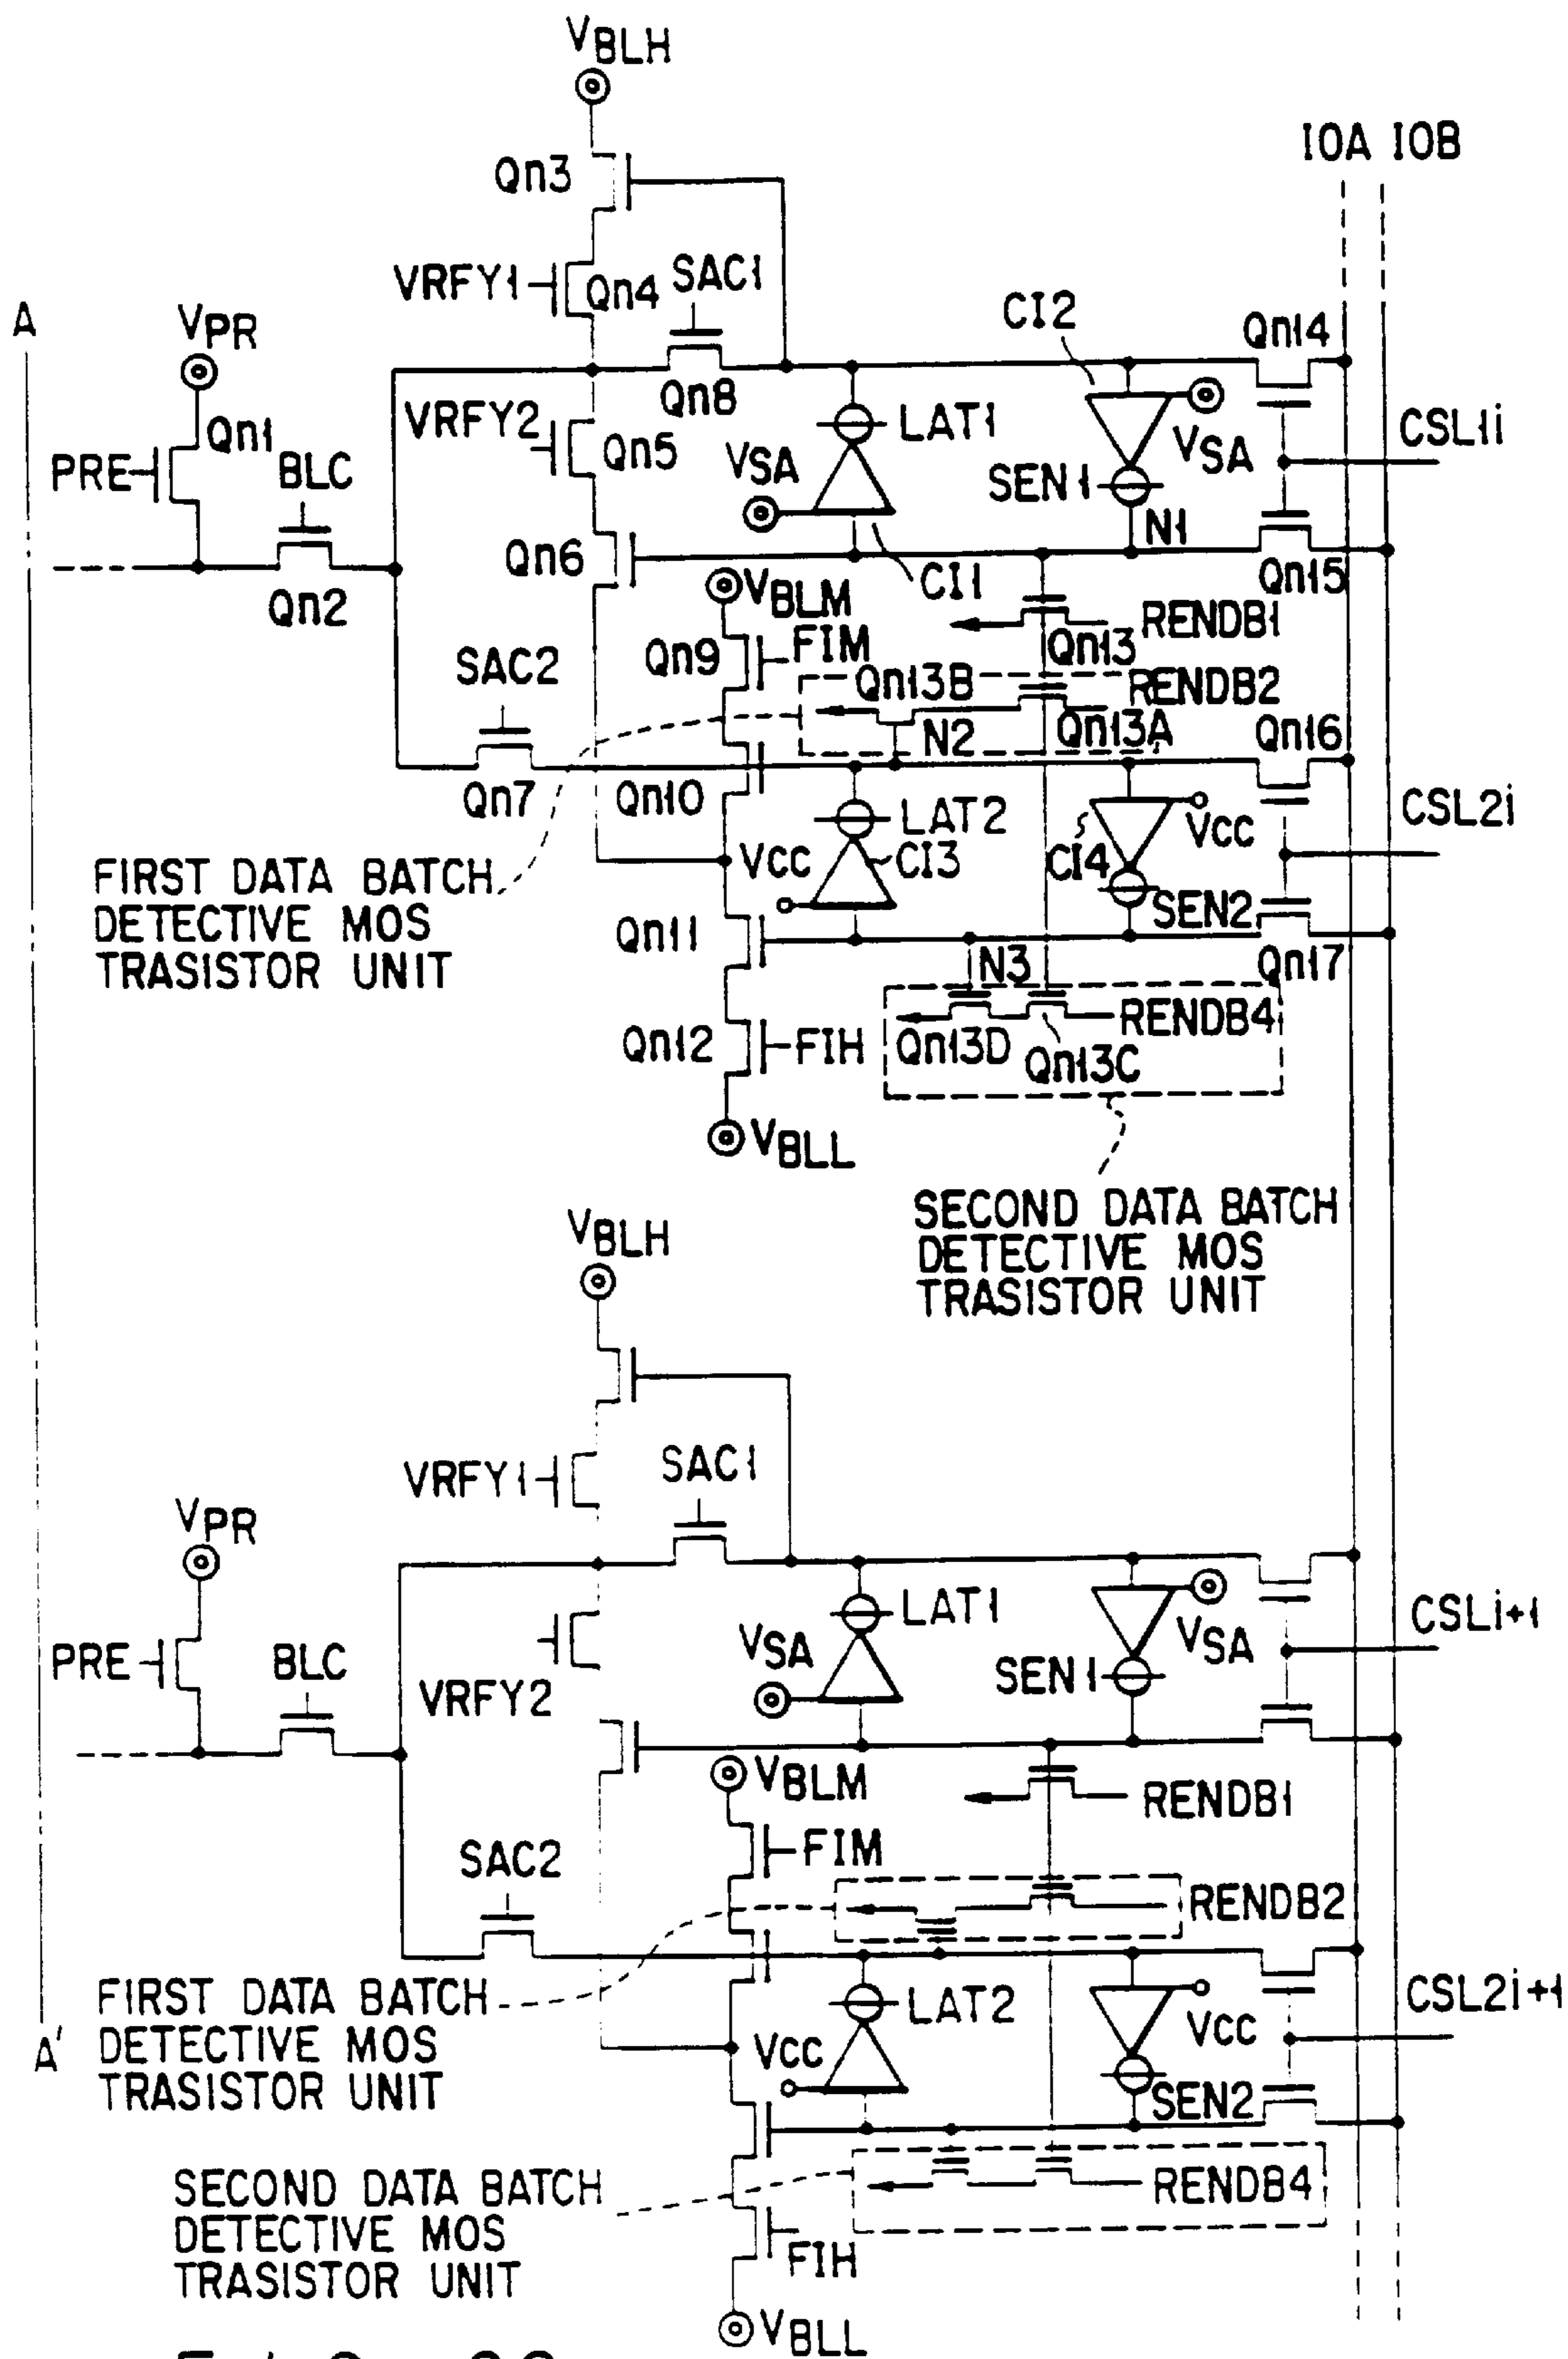 VBLH
IOA IOB
Qn3
VRFY1
Qn4
SAC1
A
VPR
CI2
Qn14
Qn1
VRFY2
Qn8
LAT1
CSL1i
PRE
BLC
Qn5
VSA
VSA
SEN1
Qn6
N1
Qn2
VBLM
CI1
Qn15
RENDB1
Qn9
FIM
Qn13
SAC2
Qn13B
RENDB2
N2
Qn13A
Qn16
Qn7
Qn10
LAT2
VCC
CSL2i
FIRST DATA BATCH
DETECTIVE MOS
TRASISTOR UNIT
VCC
CI3
CI4
SEN2
Qn11
N3
Qn17
RENDB4
Qn12
FIH
Qn13D
Qn13C
VBLL
SECOND DATA BATCH
DETECTIVE MOS
TRASISTOR UNIT
VBLH
VRFY1
SAC1
VPR
LAT1
CSLi+1
PRE
BLC
VSA
VSA
SEN1
VRFY2
VBLM
RENDB1
FIM
SAC2
RENDB2
FIRST DATA BATCH
DETECTIVE MOS
TRASISTOR UNIT
LAT2
CSL2i+1
A'
VCC
VCC
SEN2
SECOND DATA BATCH
DETECTIVE MOS
TRASISTOR UNIT
RENDB4
FIH
VBLL